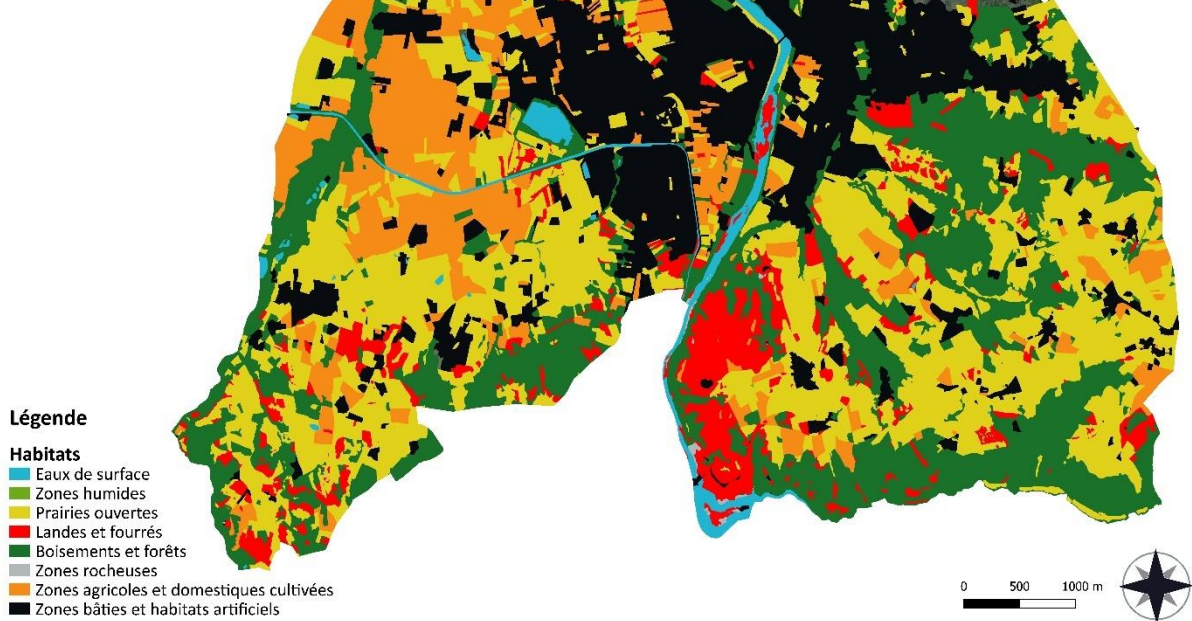 Légende
Habitats
Eaux de surface
Zones humides
Prairies ouvertes
Landes et fourrés
Boisements et forêts
Zones rocheuses
Zones agricoles et domestiques cultivées
Zones bâties et habitats artificiels
0 500 1000 m